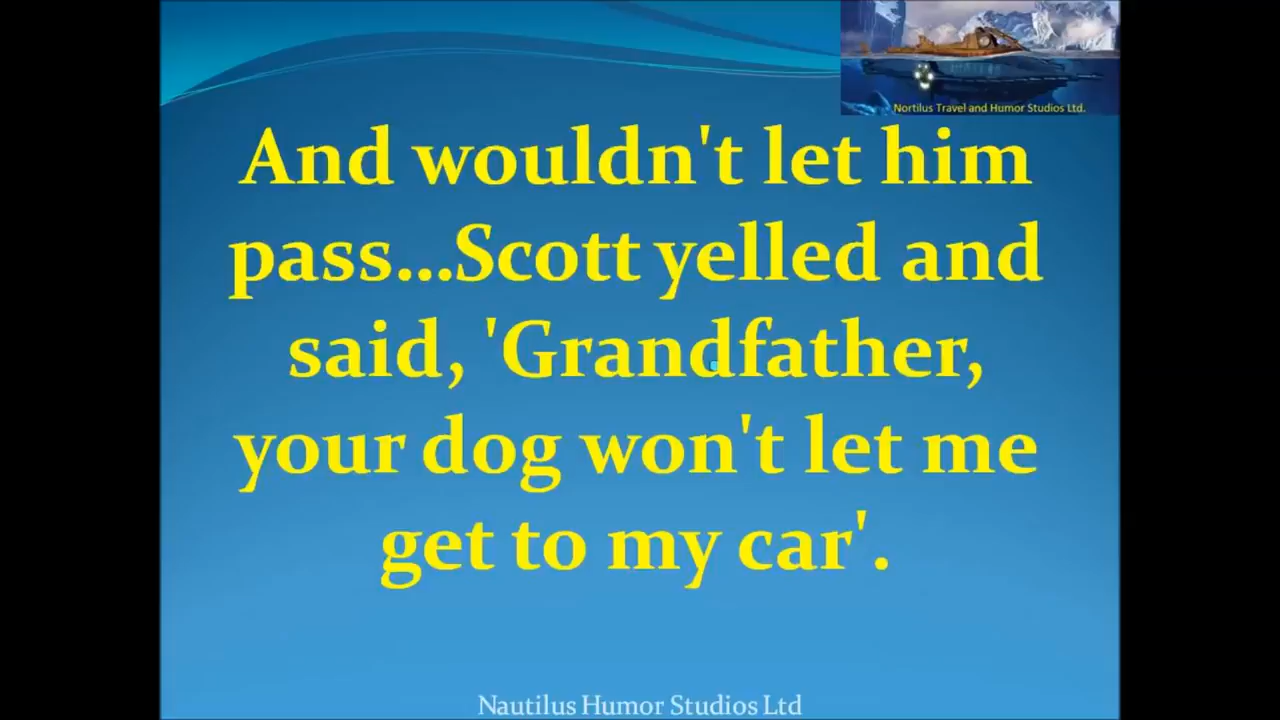 Nortilus Travel and Humor Studios Ltd.
And wouldn't let him
pass...Scott yelled and
said, 'Grandfather,
your dog won't let me
get to my car'.
Nautilus Humor Studios Ltd